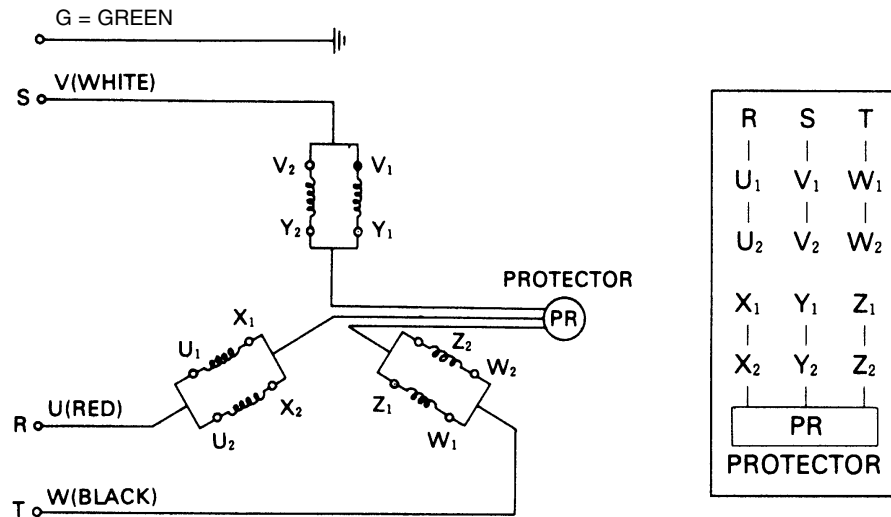 G = GREEN
V(WHITE)
S
V₂ V₁
Y₂ Y₁
PROTECTOR
PR
X₁
U₁
Z₂
W₂
U(RED)
R
X₂
U₂
Z₁
W₁
W(BLACK)
T
R S T
U₁ V₁ W₁
U₂ V₂ W₂
X₁ Y₁ Z₁
X₂ Y₂ Z₂
PR
PROTECTOR